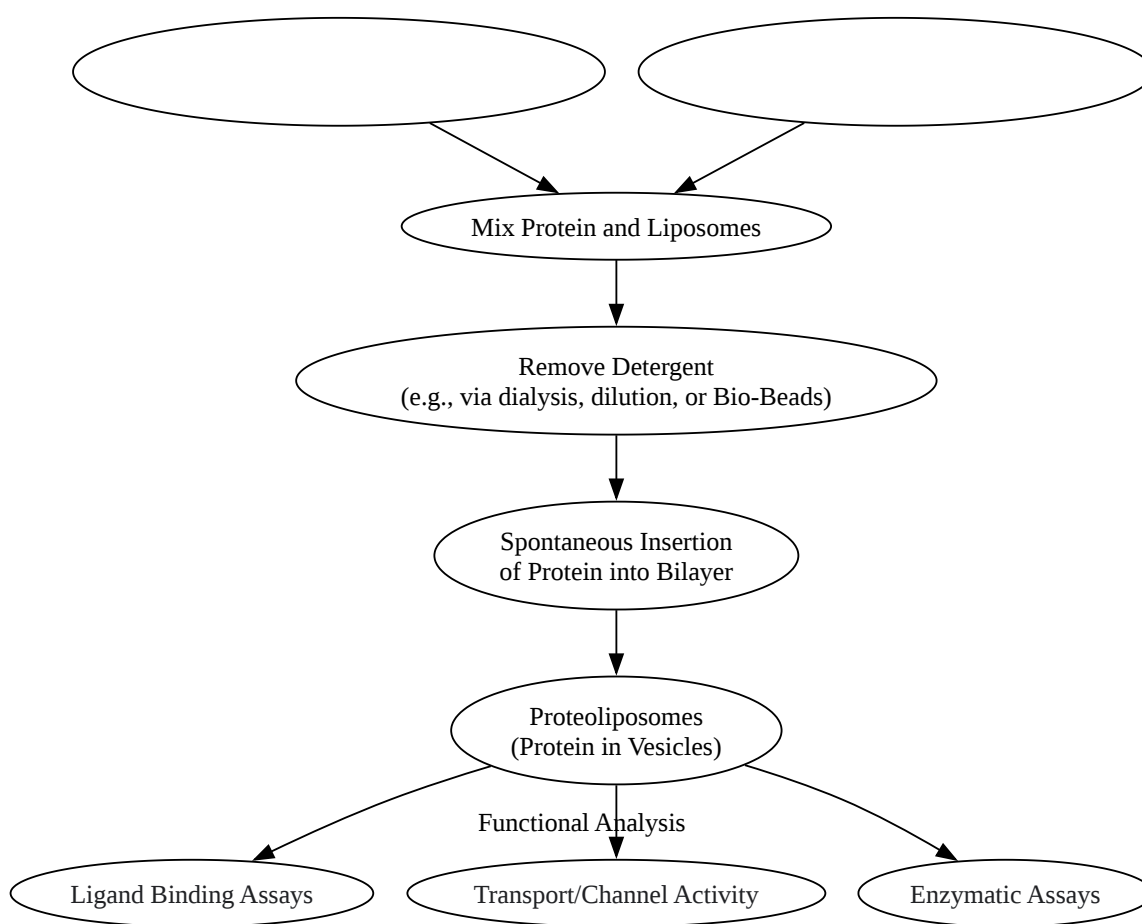 Mix Protein and Liposomes
Remove Detergent
(e.g., via dialysis, dilution, or Bio-Beads)
Spontaneous Insertion
of Protein into Bilayer
Proteoliposomes
(Protein in Vesicles)
Functional Analysis
Ligand Binding Assays
Transport/Channel Activity
Enzymatic Assays